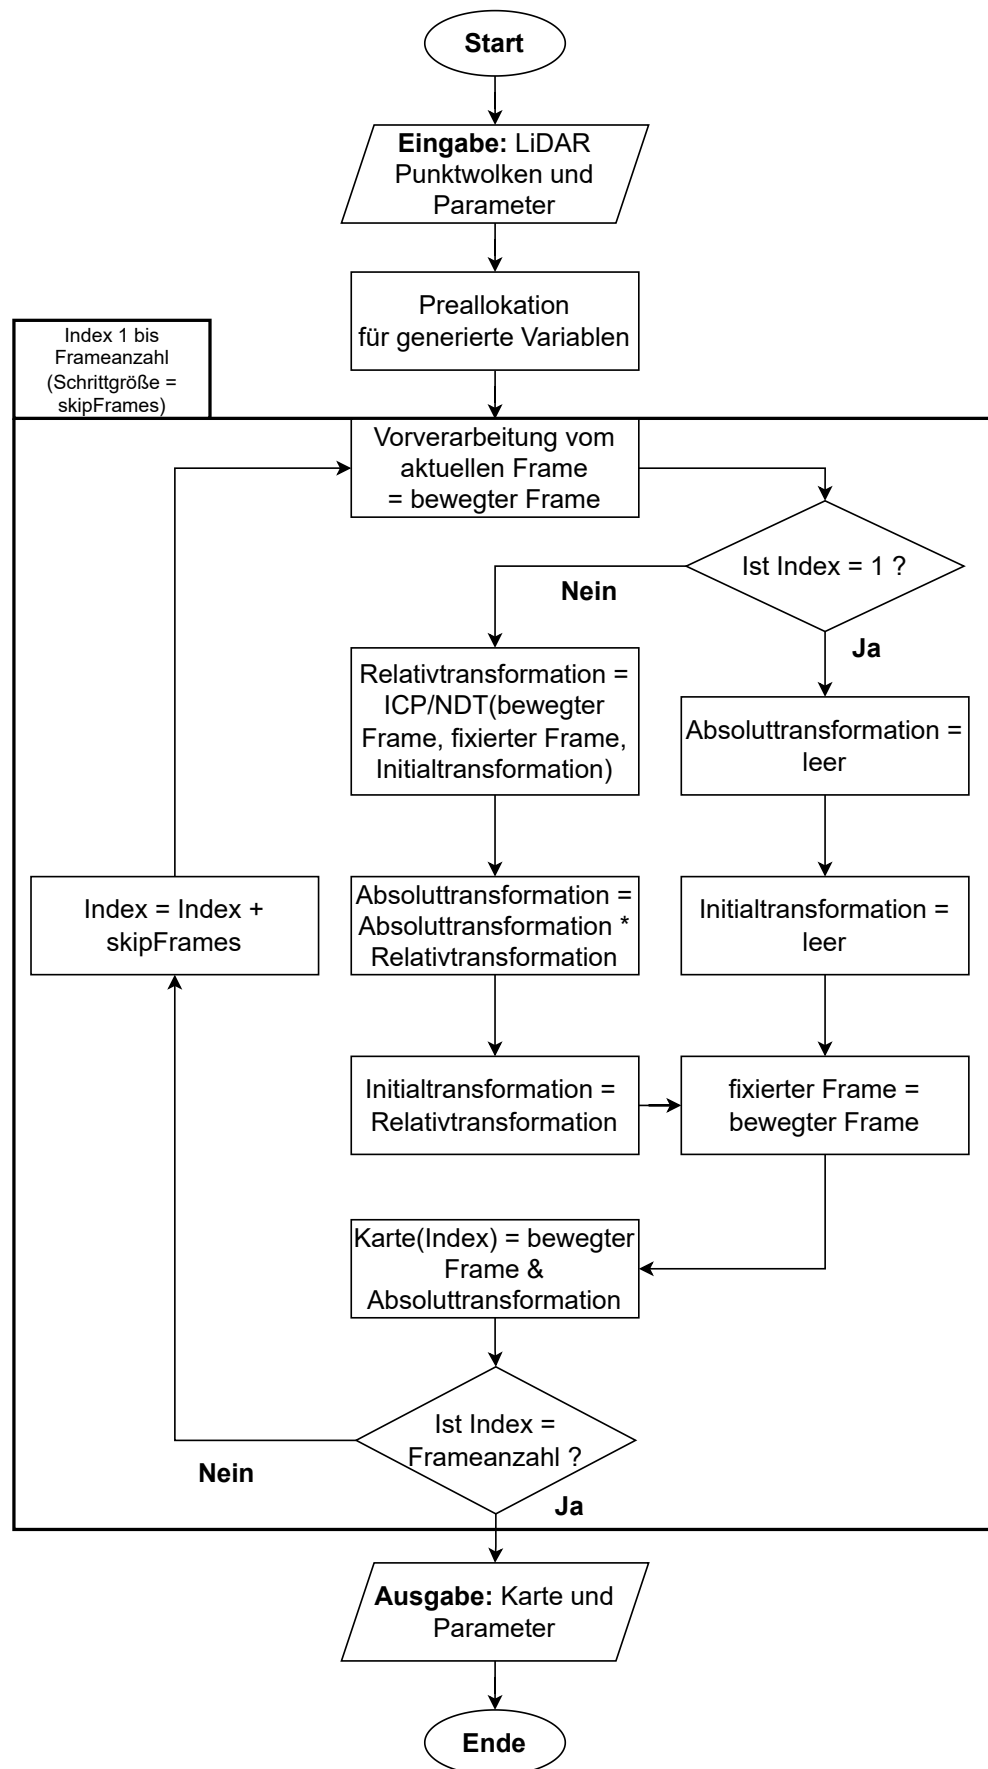 Start
Eingabe: LiDAR
Punktwolken und
Parameter
Preallokation
für generierte Variablen
Index 1 bis
Frameanzahl
(Schrittgröße =
skipFrames)
Vorverarbeitung vom
aktuellen Frame
= bewegter Frame
Ist Index = 1 ?
Nein
Ja
Relativtransformation =
ICP/NDT(bewegter
Frame, fixierter Frame,
Initialtransformation)
Absoluttransformation =
leer
Index = Index +
skipFrames
Absoluttransformation =
Absoluttransformation *
Relativtransformation
Initialtransformation =
leer
Initialtransformation =
Relativtransformation
fixierter Frame =
bewegter Frame
Karte(Index) = bewegter
Frame &
Absoluttransformation
Ist Index =
Frameanzahl ?
Nein
Ja
Ausgabe: Karte und
Parameter
Ende